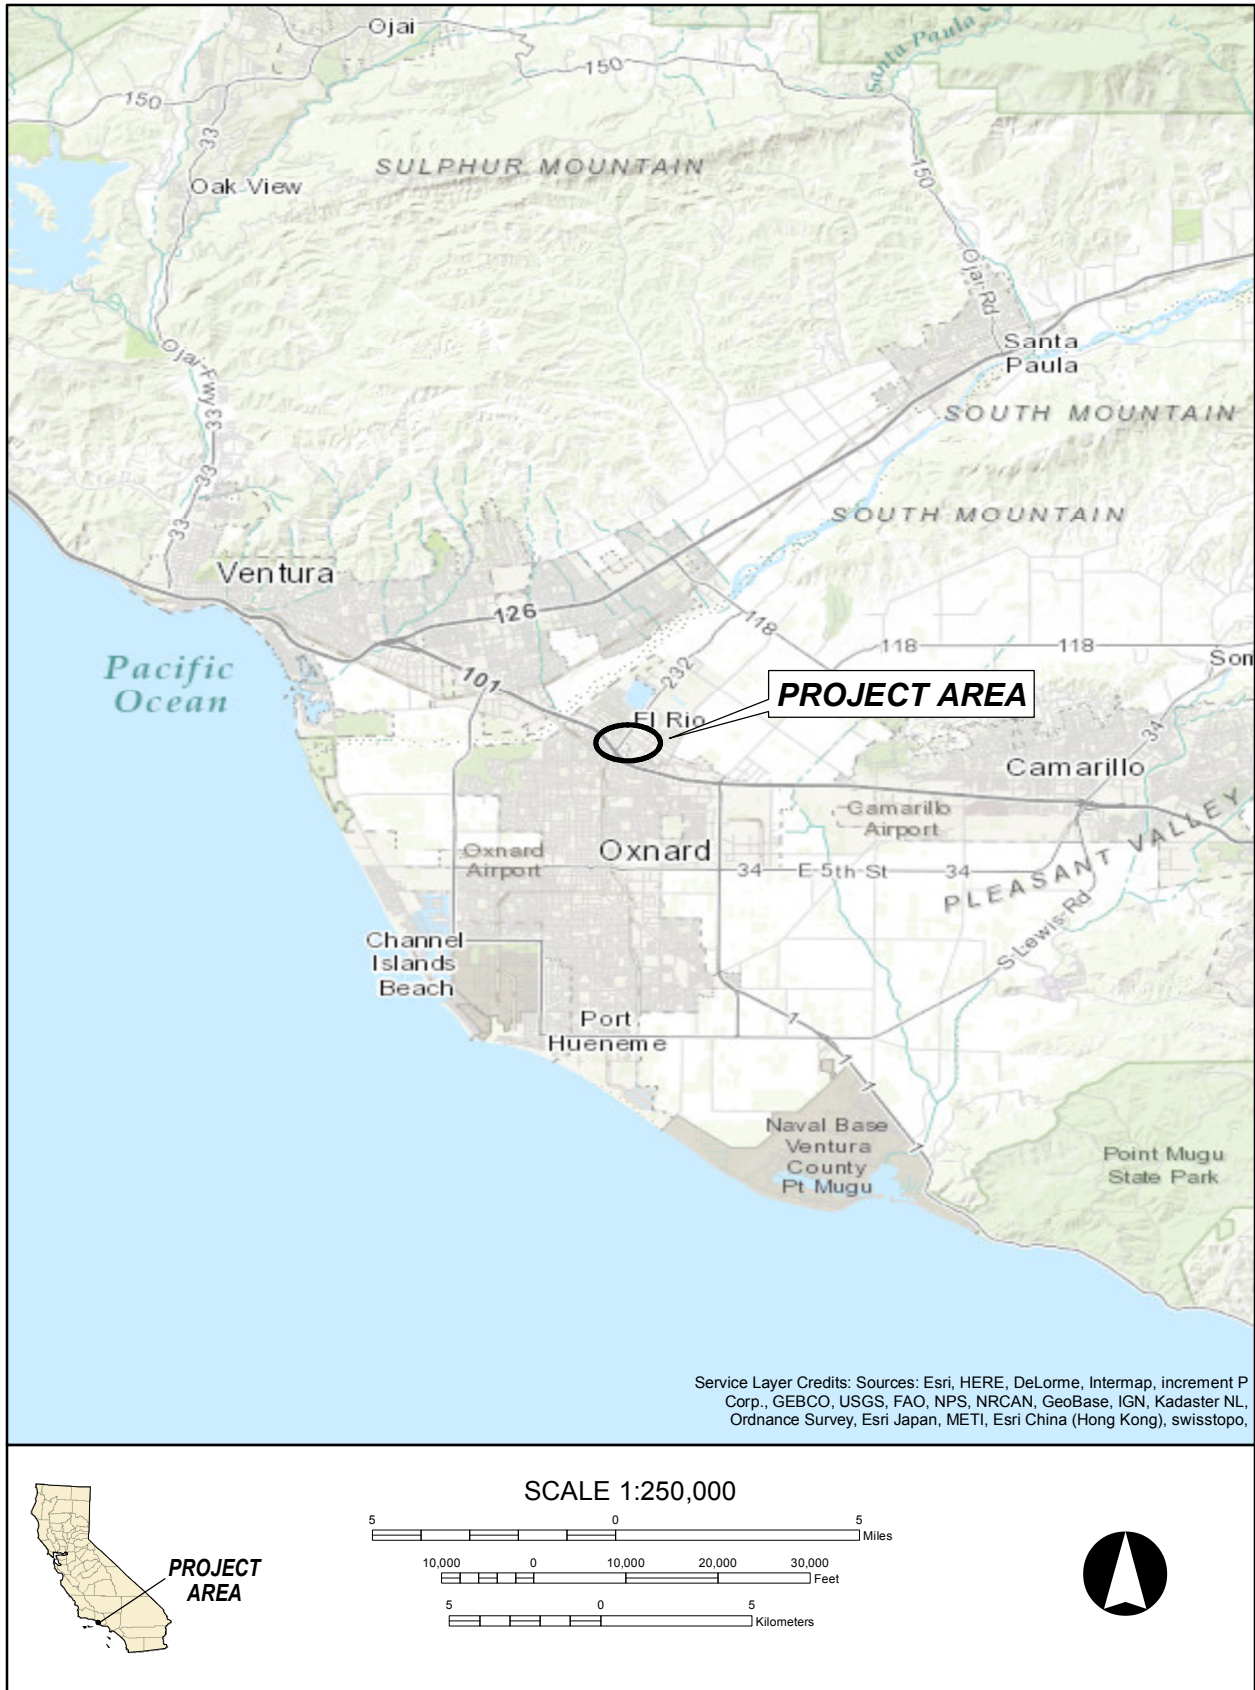 Ojai
Santa Paula C
150
150
33
SULPHUR MOUNTAIN
150
Oak View
Ojai-Rd
Santa
Paula
Ojai-Fwy
33
SOUTH MOUNTAIN
33
SOUTH MOUNTAIN
33
Ventura
126
118
118
118
Som
Pacific
Ocean
101
232
PROJECT AREA
El Rio
34
Camarillo
Camarillo
Airport
PLEASANT VALLEY
Oxnard
Airport
Oxnard
34
E-5th-St
34
S Lewis-Rd
Channel
Islands
Beach
Port
Hueneme
1
1
1
1
Naval Base
Ventura
County
Pt Mugu
Point Mugu
State Park
Service Layer Credits: Sources: Esri, HERE, DeLorme, Intermap, increment P
Corp., GEBCO, USGS, FAO, NPS, NRCAN, GeoBase, IGN, Kadaster NL,
Ordnance Survey, Esri Japan, METI, Esri China (Hong Kong), swisstopo,
PROJECT
AREA
SCALE 1:250,000
5 0 5
Miles
10,000 0 10,000 20,000 30,000
Feet
5 0 5
Kilometers